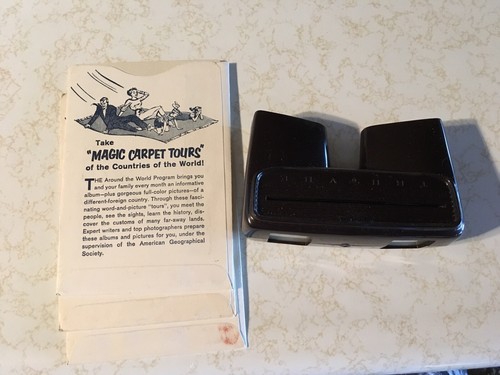 Take
"MAGIC CARPET TOURS"
of the Countries of the World!
THE Around the World Program brings you
and your family every month an informative
album—plus gorgeous full-color pictures—of a
different foreign country. Through these fasci-
nating word-and-picture "tours", you meet the
people, see the sights, learn the history, dis-
cover the customs of many far-away lands.
Expert writers and top photographers prepare
these albums and pictures for you, under the
supervision of the American Geographical
Society.